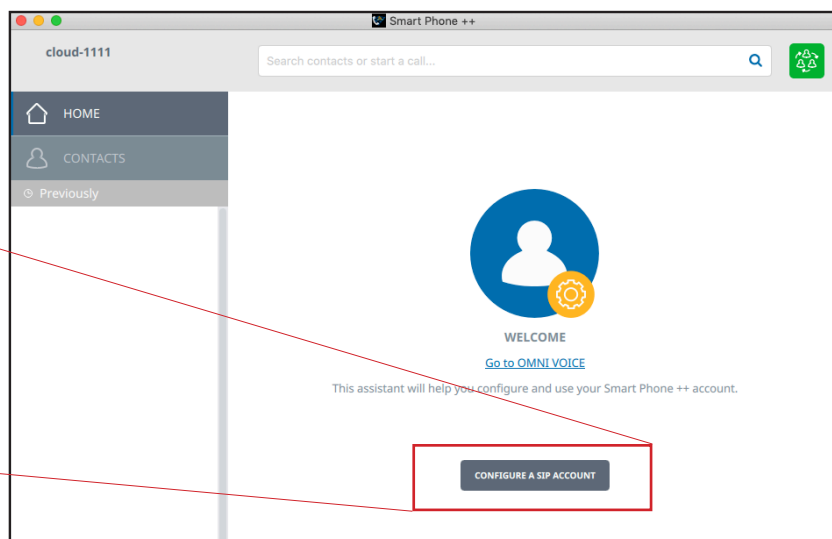 Smart Phone ++
cloud-1111
Search contacts or start a call...
HOME
CONTACTS
Previously
WELCOME
Go to OMNI VOICE
This assistant will help you configure and use your Smart Phone ++ account.
CONFIGURE A SIP ACCOUNT